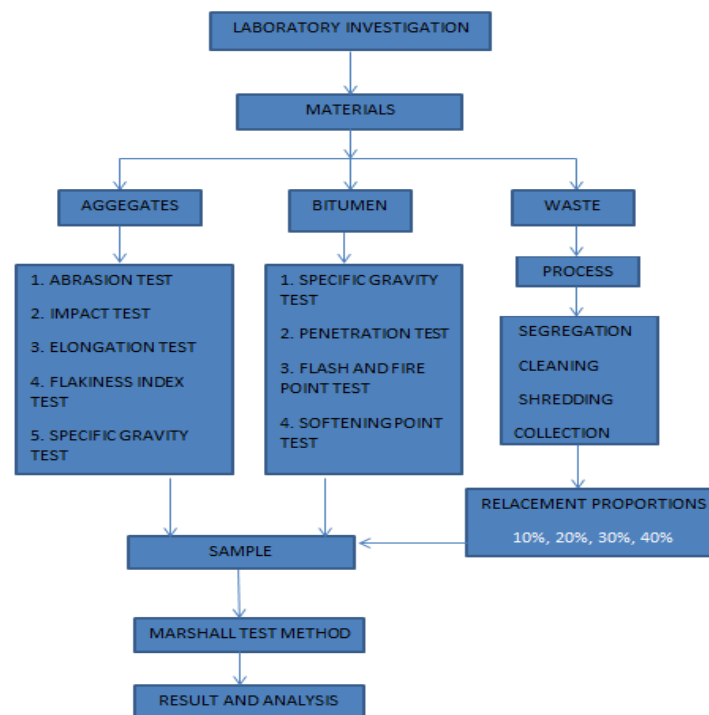 LABORATORY INVESTIGATION
MATERIALS
AGGEGATES
BITUMEN
WASTE
PROCESS
1. ABRASION TEST
2. IMPACT TEST
3. ELONGATION TEST
4. FLAKINESS INDEX
TEST
5. SPECIFIC GRAVITY
TEST
1. SPECIFIC GRAVITY
TEST
2. PENETRATION TEST
3. FLASH AND FIRE
POINT TEST
4. SOFTENING POINT
TEST
SEGREGATION
CLEANING
SHREDDING
COLLECTION
RELACEMENT PROPORTIONS
10%, 20%, 30%, 40%
SAMPLE
MARSHALL TEST METHOD
RESULT AND ANALYSIS